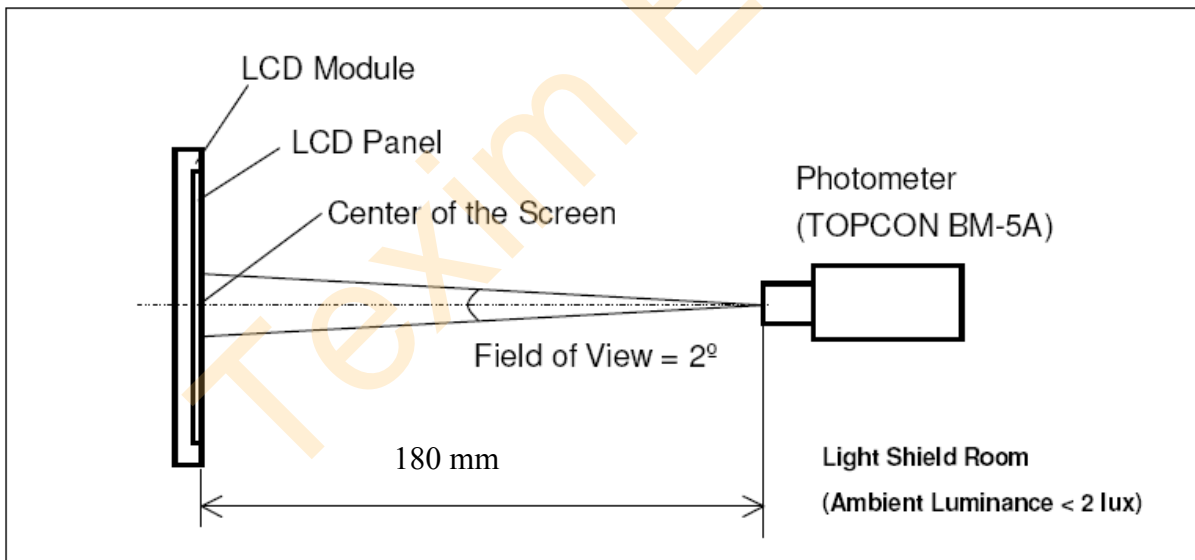 LCD Module
LCD Panel
Center of the Screen
Photometer
(TOPCON BM-5A)
Field of View = 2º
180 mm
Light Shield Room
(Ambient Luminance < 2 lux)
Texim E